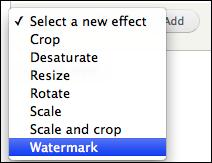 Select a new effect
Add
Crop
Desaturate
Resize
Rotate
Scale
Scale and crop
Watermark